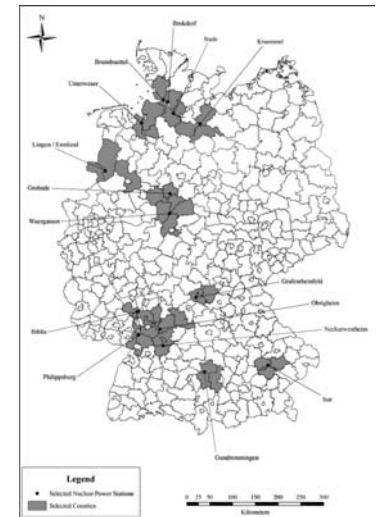 N
Brokdorf
Stade
Kruemmel
Brunsbuettel
Unterweser
Lingen / Emsland
Grohnde
Wuergassen
Grafenrheinfeld
Obrigheim
Neckarwestheim
Biblis
Philippsburg
Isar
Gundremmingen
Legend
Selected Nuclear Power Stations
Selected Counties
0 25 50 100 150 200 250 300
Kilometers